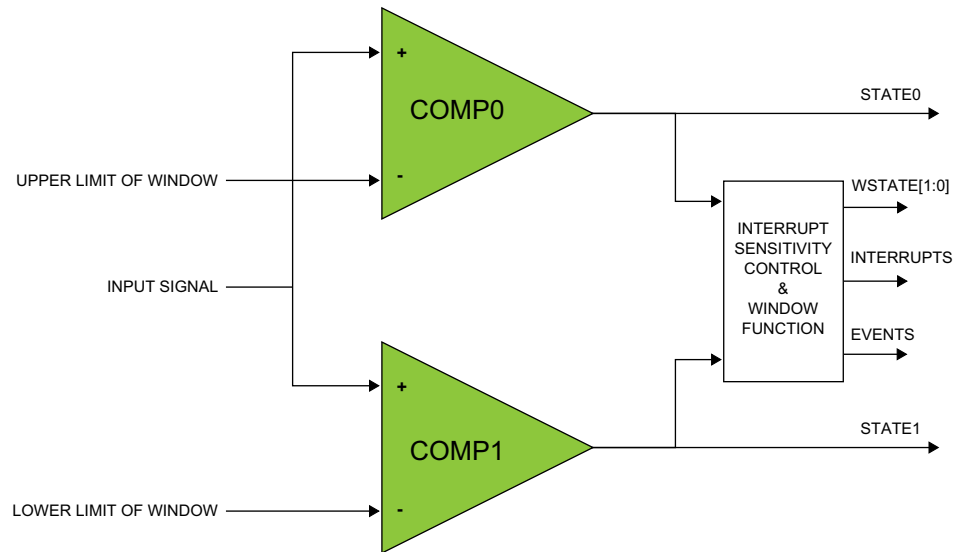 +
COMP0
-
STATE0
UPPER LIMIT OF WINDOW
WSTATE[1:0]
INTERRUPT
SENSITIVITY
CONTROL
&
WINDOW
FUNCTION
INTERRUPTS
EVENTS
INPUT SIGNAL
+
COMP1
-
STATE1
LOWER LIMIT OF WINDOW